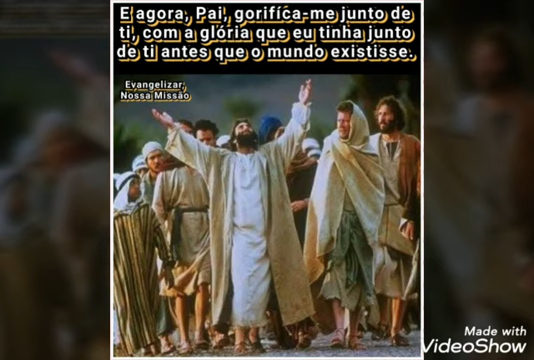 E agora, Pai, gorifíca-me junto de
ti, com a glória que eu tinha junto
de ti antes que o mundo existisse.
Evangelizar,
Nossa Missão
Made with
VideoShow